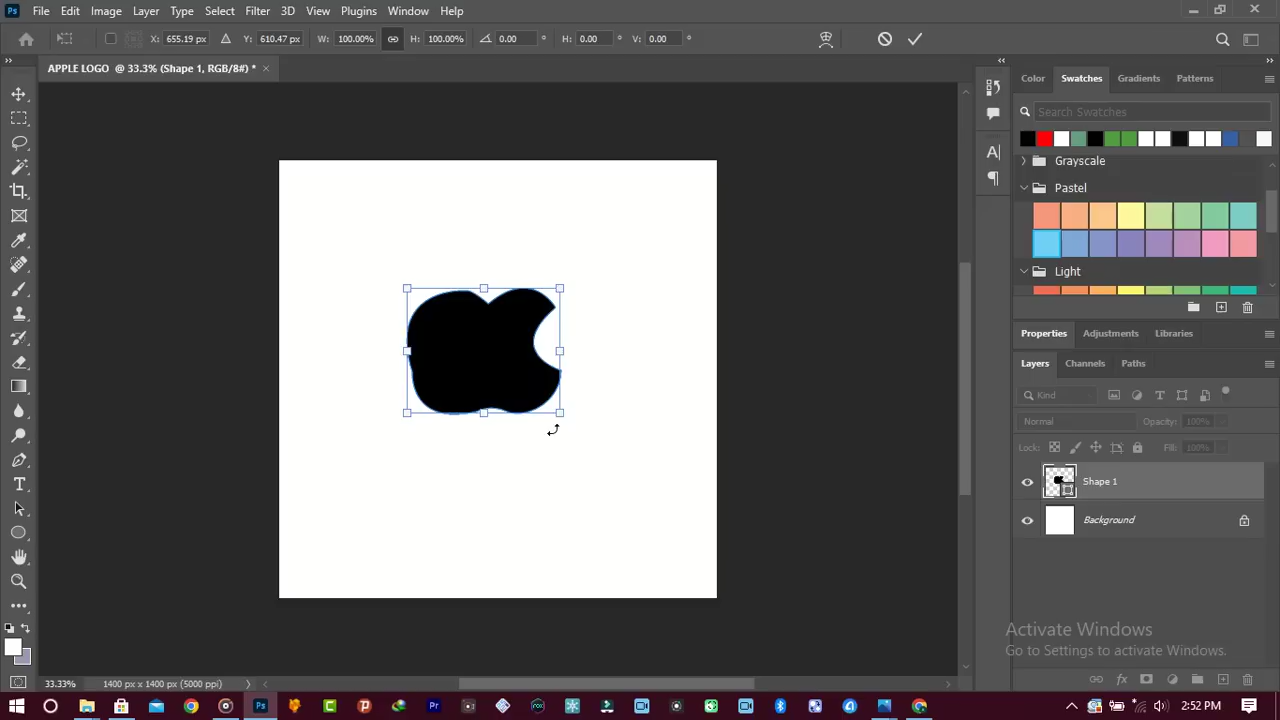 Ps File Edit Image Layer Type Select Filter 3D View Plugins Window Help
X: 655.19 px Y: 610.47 px W: 100.00% H: 100.00% 0.00 ° H: 0.00 ° V: 0.00 °
APPLE LOGO @ 33.3% (Shape 1, RGB/8#) * ×
Color Swatches Gradients Patterns
Search Swatches
Grayscale
Pastel
Light
Properties Adjustments Libraries
Layers Channels Paths
Kind
Normal Opacity: 100%
Lock: Fill: 100%
Shape 1
Background
Activate Windows
Go to Settings to activate Windows.
33.33% 1400 px x 1400 px (5000 ppi)
2:52 PM